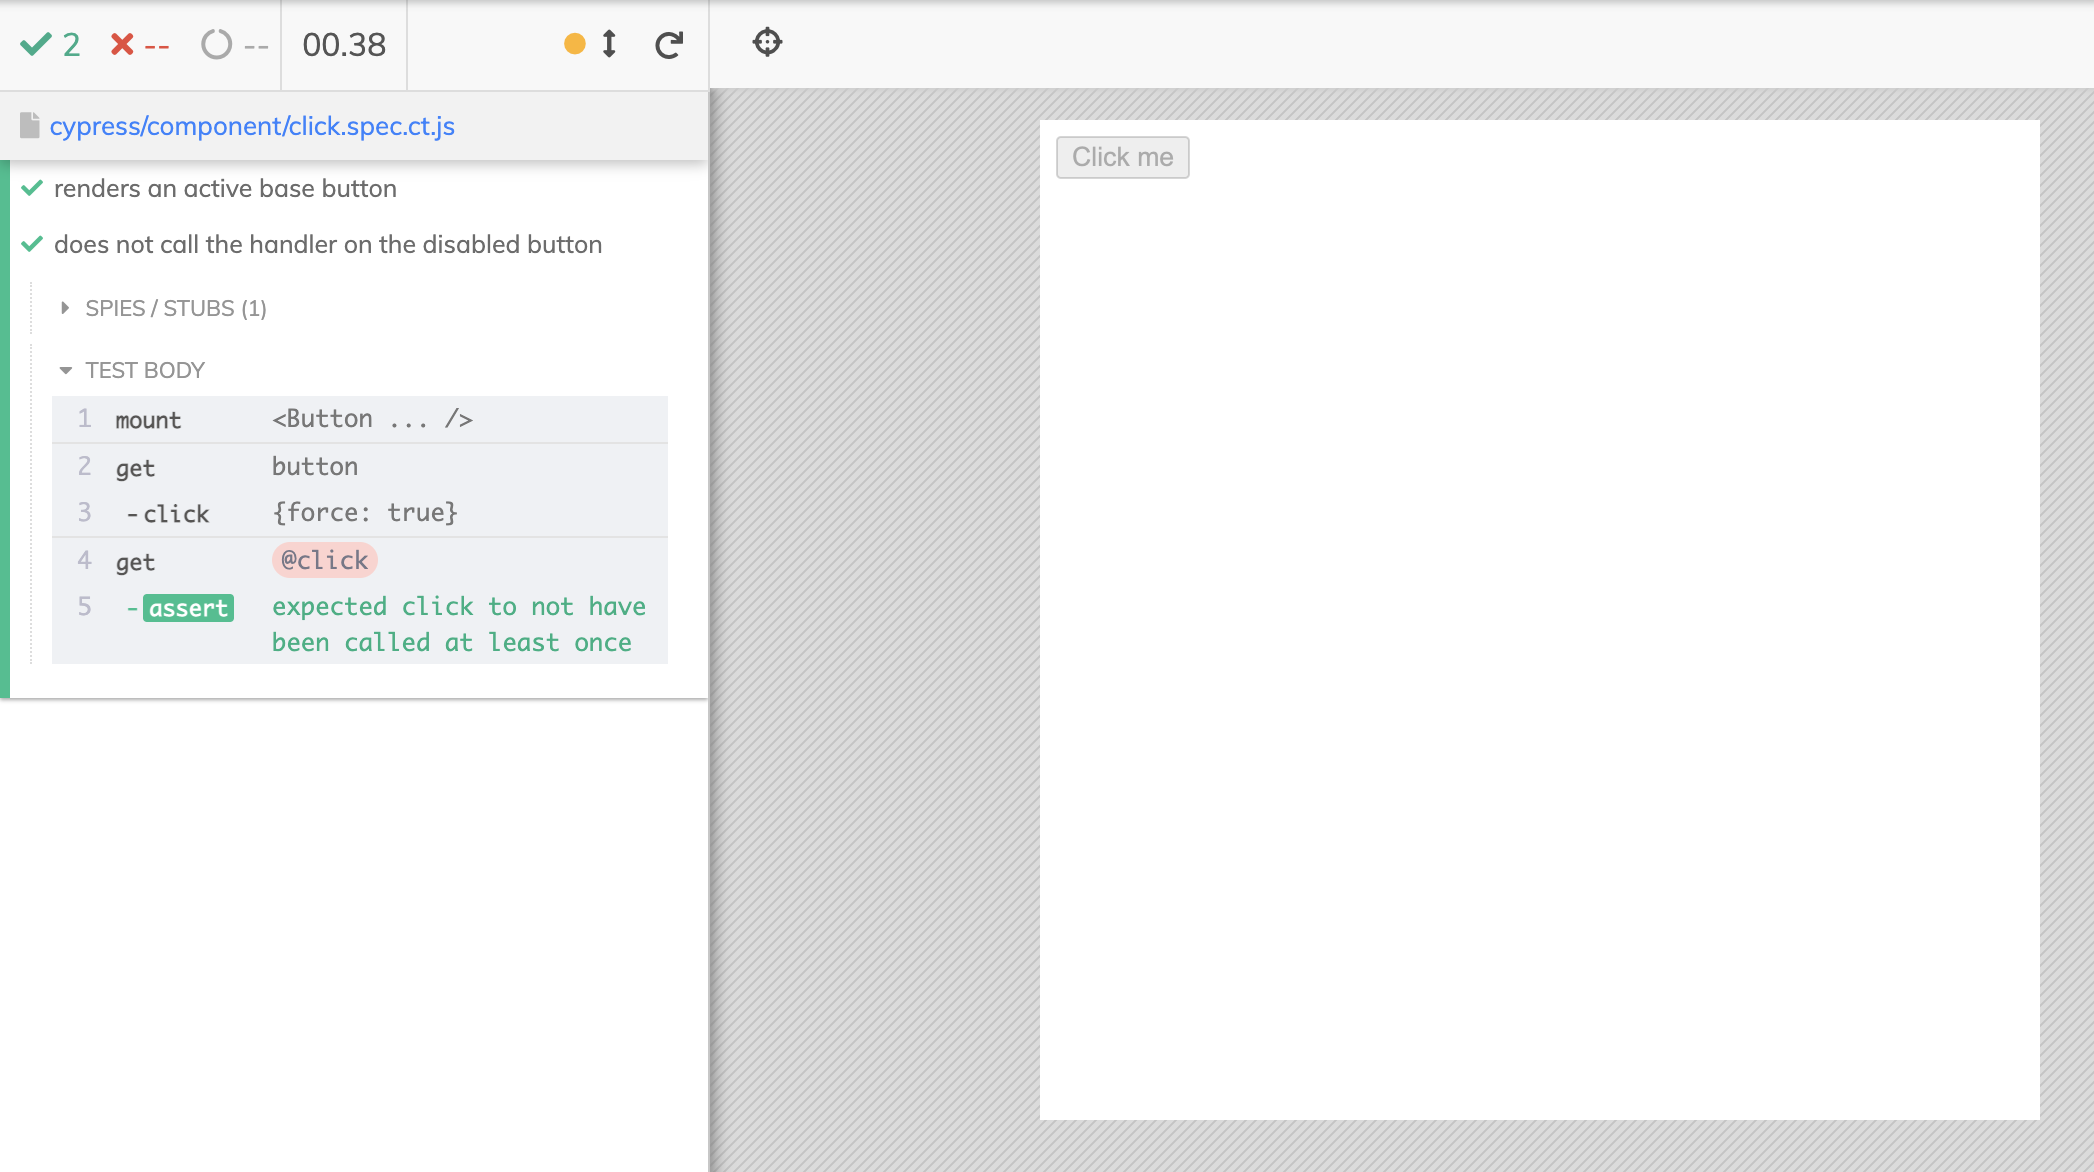 2 -- -- 00.38
cypress/component/click.spec.ct.js
renders an active base button
does not call the handler on the disabled button
SPIES / STUBS (1)
TEST BODY
1 mount <Button ... />
2 get button
3 -click {force: true}
4 get @click
5 -assert expected click to not have
been called at least once
Click me